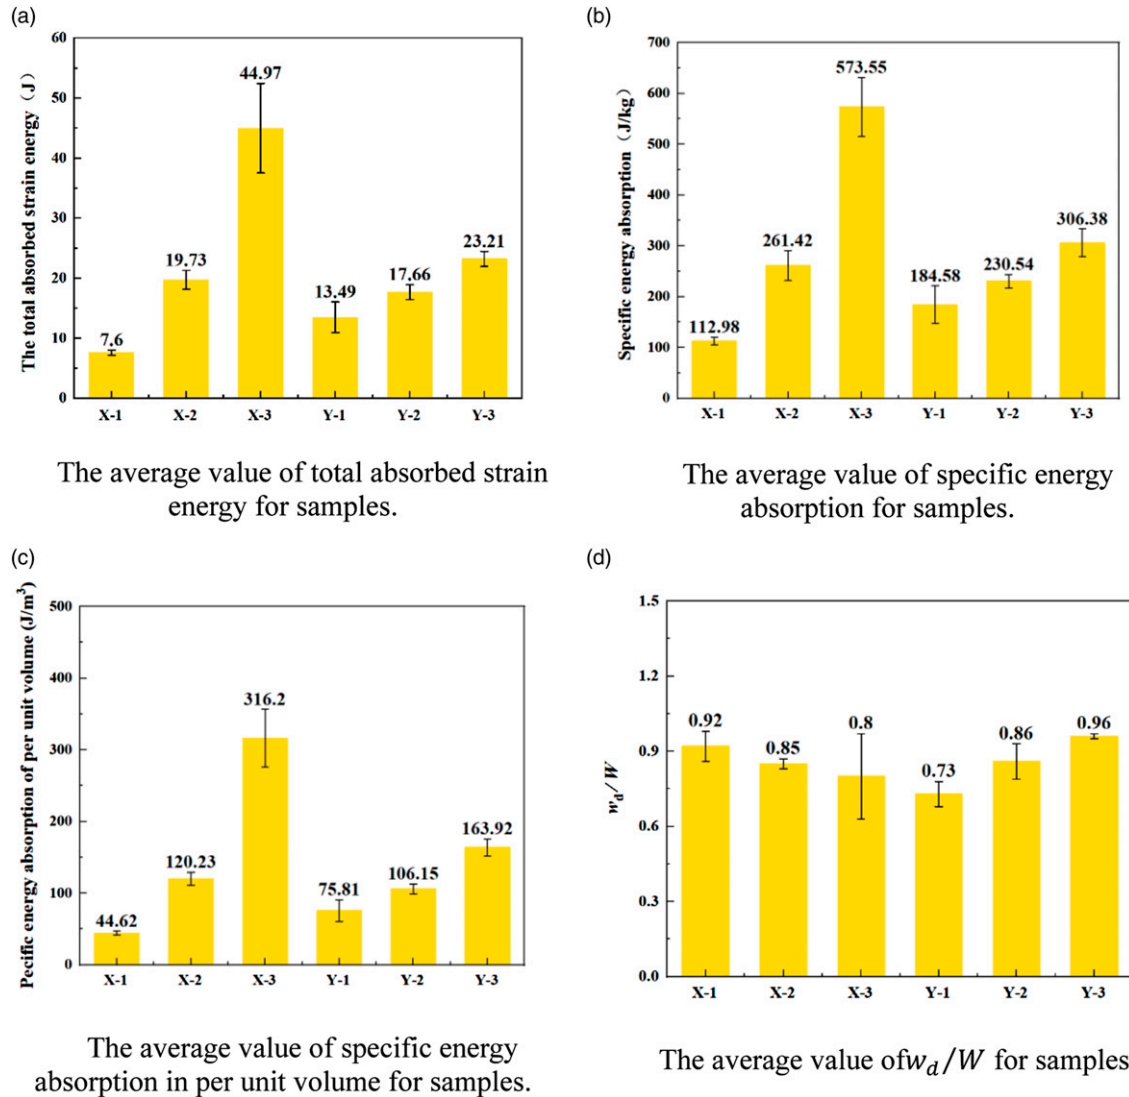 (a)
The total absorbed strain energy（J）
60
50
40
30
20
10
0
7.6
19.73
44.97
13.49
17.66
23.21
X-1 X-2 X-3 Y-1 Y-2 Y-3
The average value of total absorbed strain
energy for samples.
(b)
Specific energy absorption（J/kg）
700
600
500
400
300
200
100
0
112.98
261.42
573.55
184.58
230.54
306.38
X-1 X-2 X-3 Y-1 Y-2 Y-3
The average value of specific energy
absorption for samples.
(c)
Pecific energy absorption of per unit volume (J/m³)
500
400
300
200
100
0
44.62
120.23
316.2
75.81
106.15
163.92
X-1 X-2 X-3 Y-1 Y-2 Y-3
The average value of specific energy
absorption in per unit volume for samples.
(d)
w_d/W
1.5
1.2
0.9
0.6
0.3
0.0
0.92
0.85
0.8
0.73
0.86
0.96
X-1 X-2 X-3 Y-1 Y-2 Y-3
The average value of w_d/W for samples